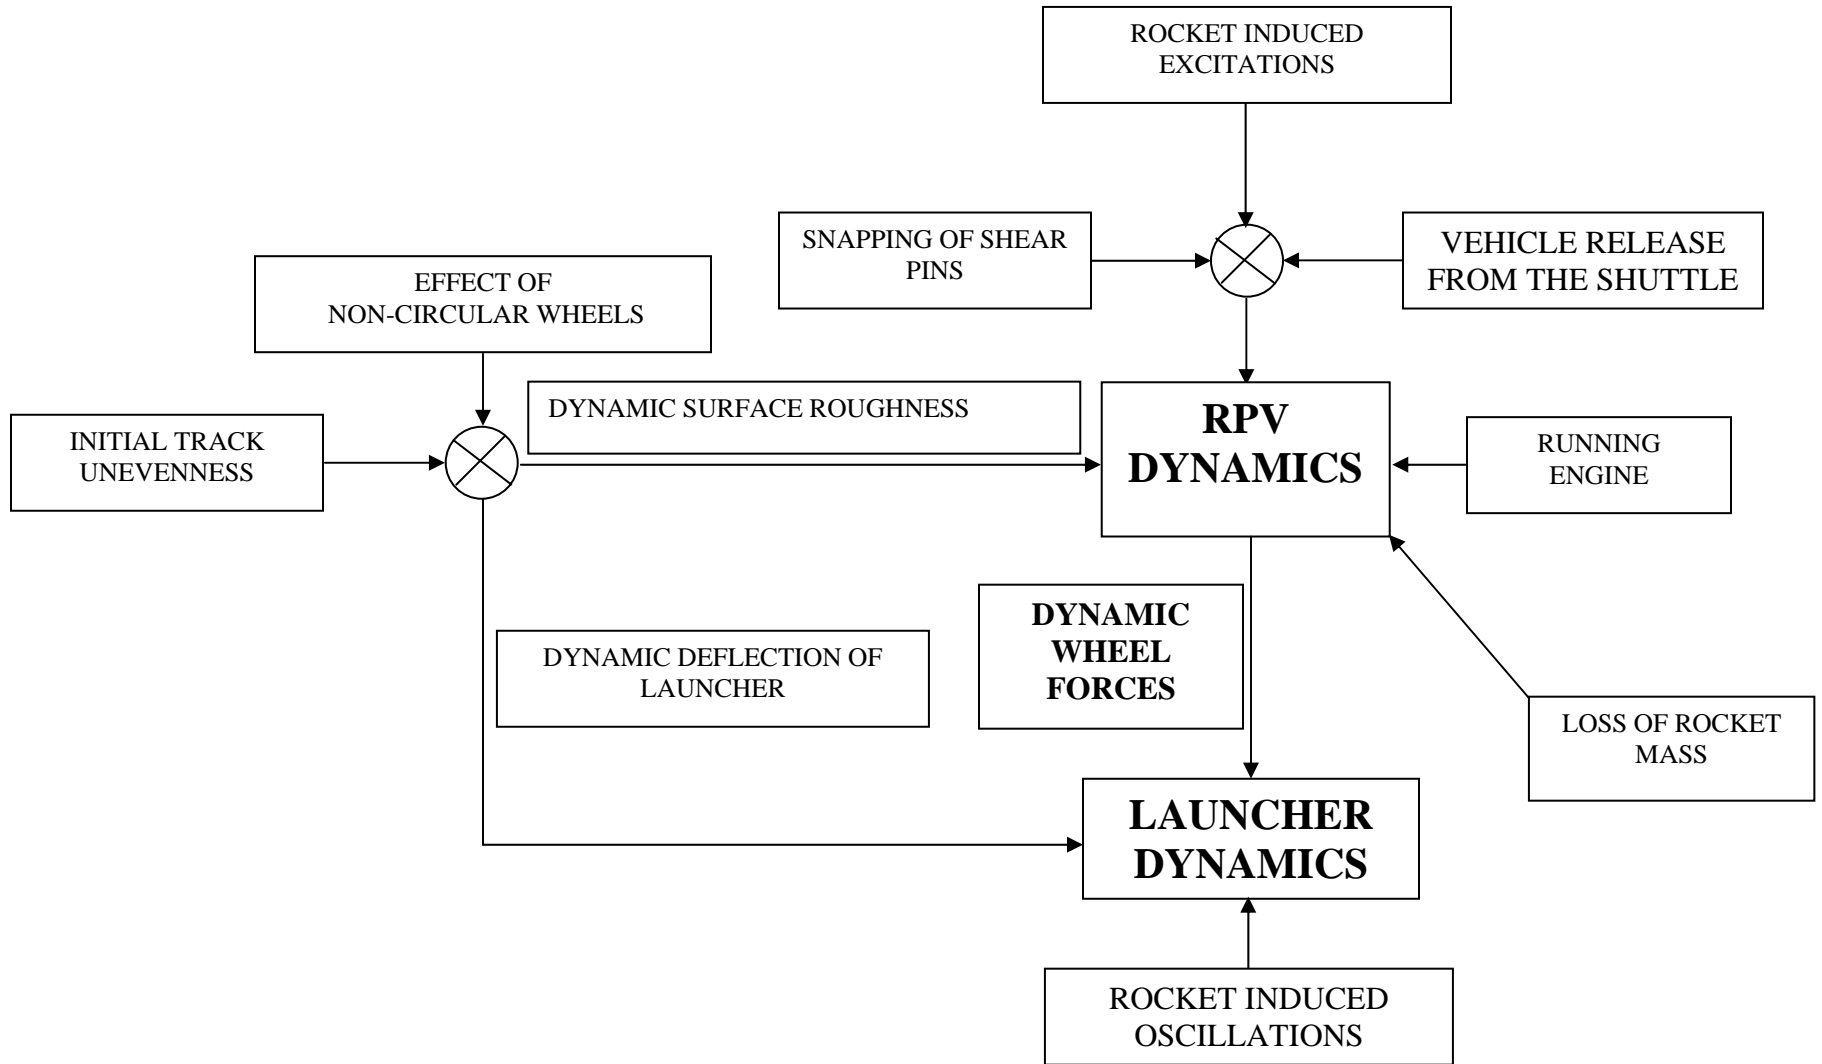 ROCKET INDUCED
EXCITATIONS
SNAPPING OF SHEAR
PINS
VEHICLE RELEASE
FROM THE SHUTTLE
EFFECT OF
NON-CIRCULAR WHEELS
DYNAMIC SURFACE ROUGHNESS
RPV
DYNAMICS
INITIAL TRACK
UNEVENNESS
RUNNING
ENGINE
DYNAMIC
WHEEL
FORCES
DYNAMIC DEFLECTION OF
LAUNCHER
LOSS OF ROCKET
MASS
LAUNCHER
DYNAMICS
ROCKET INDUCED
OSCILLATIONS